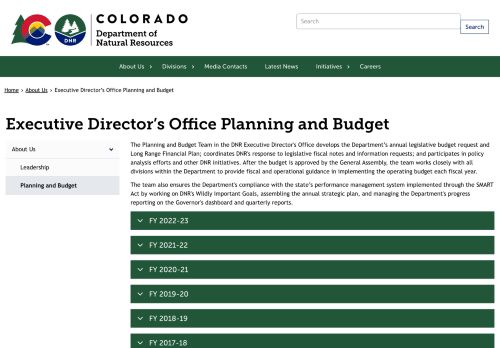 COLORADO
Department of
Natural Resources
DNR
Search
Search
About Us
Divisions
Media Contacts
Latest News
Initiatives
Careers
Home › About Us › Executive Director's Office Planning and Budget
Executive Director's Office Planning and Budget
About Us
Leadership
Planning and Budget
The Planning and Budget Team in the DNR Executive Director's Office develops the Department's annual legislative budget request and
Long Range Financial Plan; coordinates DNR's response to legislative fiscal notes and information requests; and participates in policy
analysis efforts and other DNR initiatives. After the budget is approved by the General Assembly, the team works closely with all
divisions within the Department to provide fiscal and operational guidance in implementing the operating budget each fiscal year.
The team also ensures the Department's compliance with the state's performance management system implemented through the SMART
Act by working on DNR's Wildly Important Goals, assembling the annual strategic plan, and managing the Department's progress
reporting on the Governor's dashboard and quarterly reports.
FY 2022-23
FY 2021-22
FY 2020-21
FY 2019-20
FY 2018-19
FY 2017-18